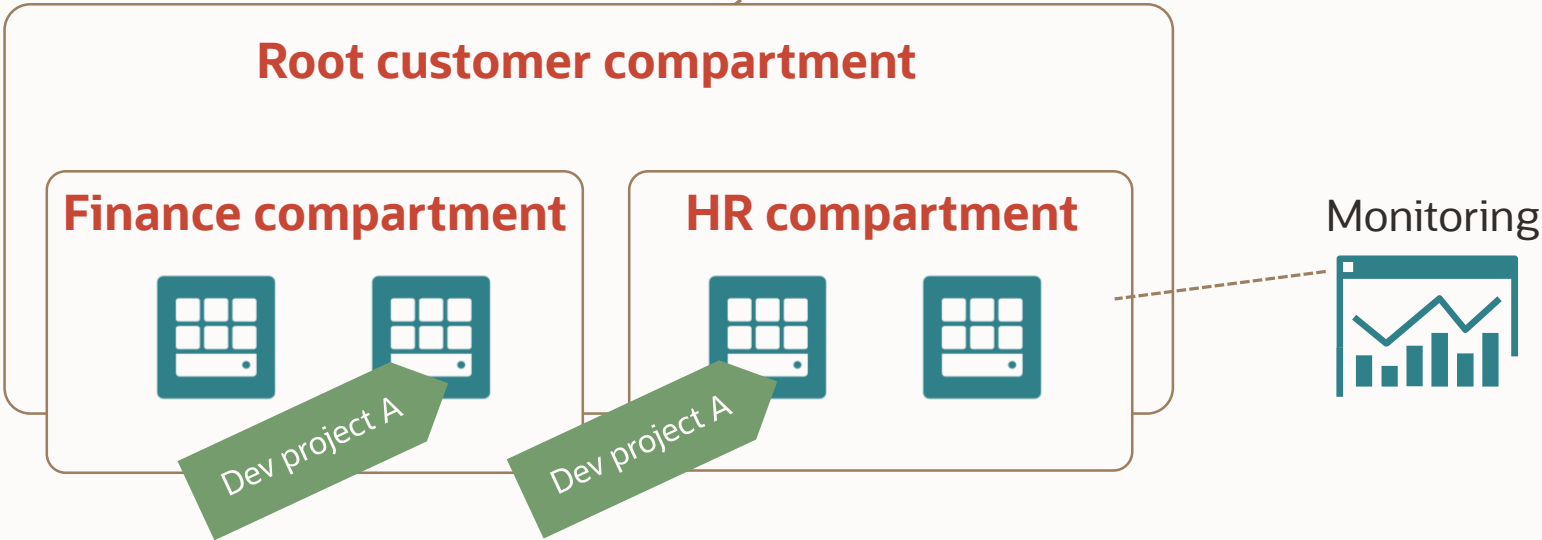 Root customer compartment
Finance compartment
HR compartment
Monitoring
Dev project A
Dev project A